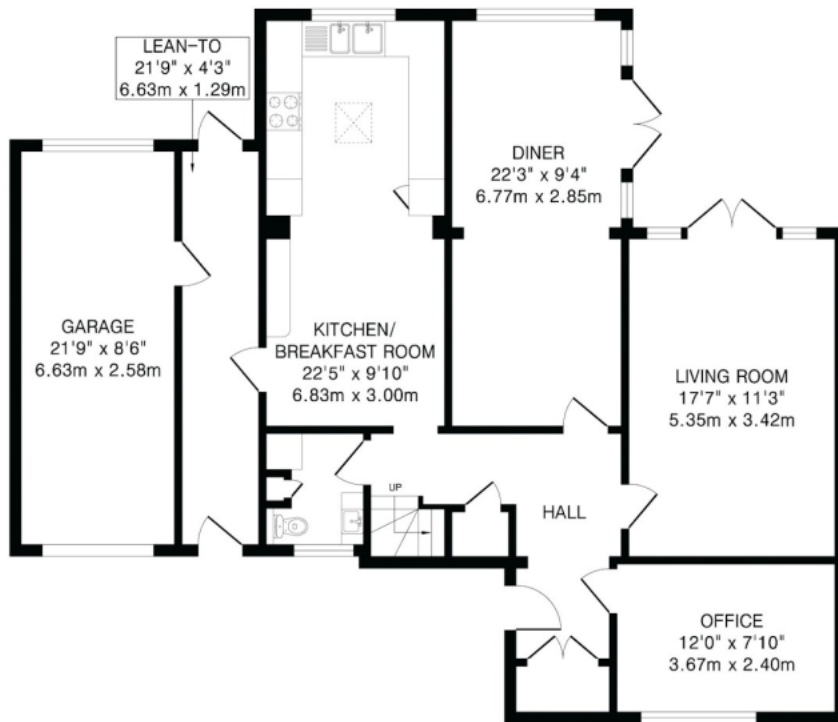 LEAN-TO
21'9" x 4'3"
6.63m x 1.29m
DINER
22'3" x 9'4"
6.77m x 2.85m
GARAGE
21'9" x 8'6"
6.63m x 2.58m
KITCHEN/
BREAKFAST ROOM
22'5" x 9'10"
6.83m x 3.00m
LIVING ROOM
17'7" x 11'3"
5.35m x 3.42m
UP
HALL
OFFICE
12'0" x 7'10"
3.67m x 2.40m